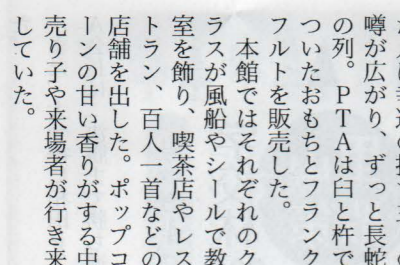 噂が広がり、ずっと長蛇
の列。PTAは臼と杵で
ついたおもちとフランク
フルトを販売した。
本館ではそれぞれのク
ラスが風船やシールで教
室を飾り、喫茶店やレス
トラン、百人一首などの
店舗を出した。ポップコ
ーンの甘い香りがする中
売り子や来場者が行き来
していた。